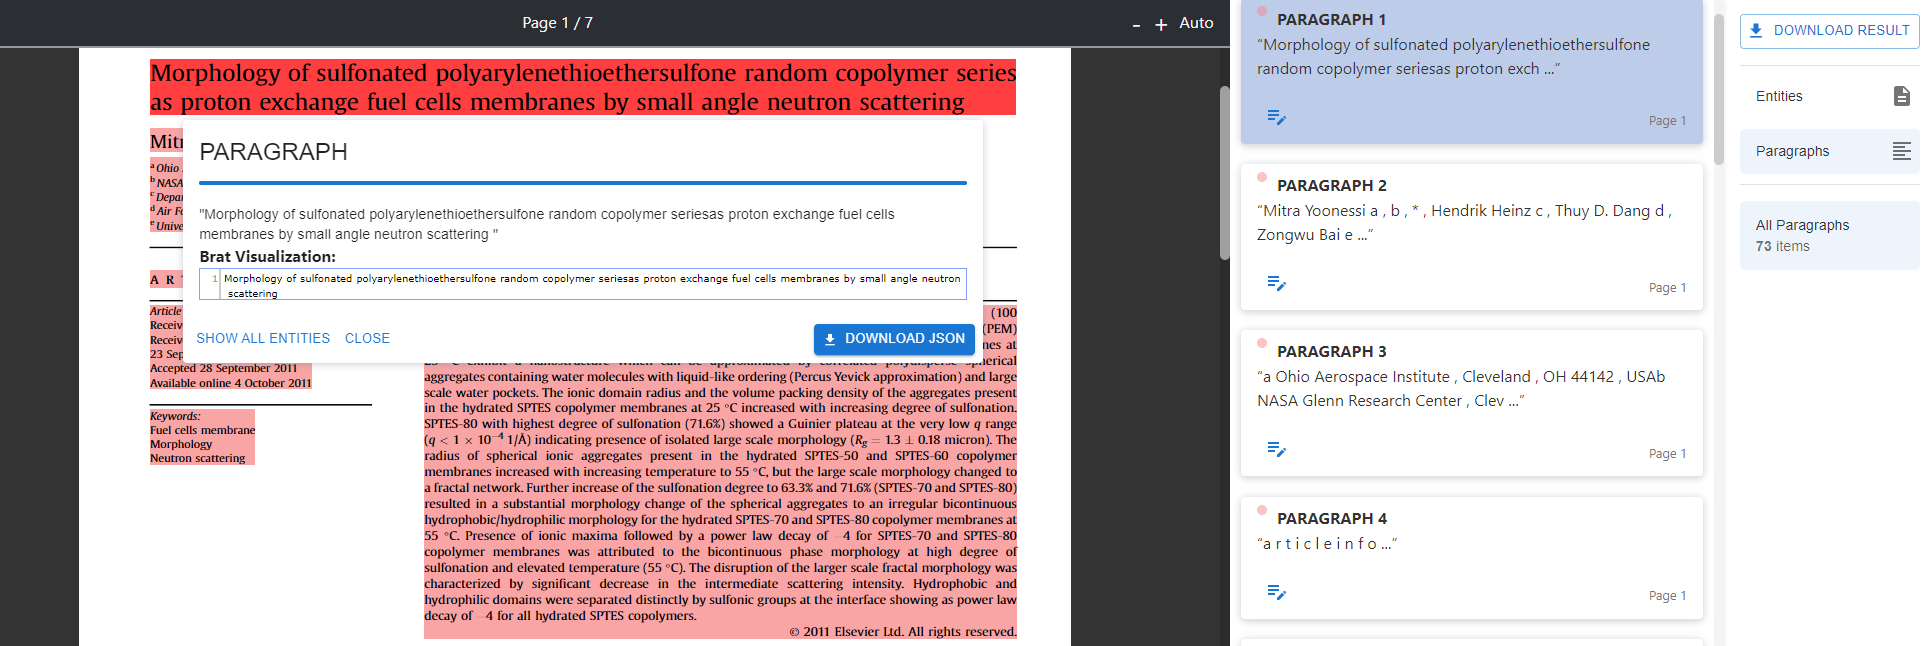 Page 1 / 7
- + Auto
Morphology of sulfonated polyarylenethioethersulfone random copolymer series
as proton exchange fuel cells membranes by small angle neutron scattering
Mitr
a Ohio
b NASA
c Depar
d Air Fo
e Unive
A R T
Article
Receiv
Receiv
23 Sep
Accepted 28 September 2011
Available online 4 October 2011
Keywords:
Fuel cells membrane
Morphology
Neutron scattering
PARAGRAPH
"Morphology of sulfonated polyarylenethioethersulfone random copolymer seriesas proton exchange fuel cells
membranes by small angle neutron scattering "
Brat Visualization:
1 Morphology of sulfonated polyarylenethioethersulfone random copolymer seriesas proton exchange fuel cells membranes by small angle neutron
scattering
SHOW ALL ENTITIES CLOSE DOWNLOAD JSON
(100
(PEM)
nes at
erical
aggregates containing water molecules with liquid-like ordering (Percus Yevick approximation) and large
scale water pockets. The ionic domain radius and the volume packing density of the aggregates present
in the hydrated SPTES copolymer membranes at 25 °C increased with increasing degree of sulfonation.
SPTES-80 with highest degree of sulfonation (71.6%) showed a Guinier plateau at the very low q range
(q < 1 × 10⁻⁴ 1/Å) indicating presence of isolated large scale morphology (Rg = 1.3 ± 0.18 micron). The
radius of spherical ionic aggregates present in the hydrated SPTES-50 and SPTES-60 copolymer
membranes increased with increasing temperature to 55 °C, but the large scale morphology changed to
a fractal network. Further increase of the sulfonation degree to 63.3% and 71.6% (SPTES-70 and SPTES-80)
resulted in a substantial morphology change of the spherical aggregates to an irregular bicontinuous
hydrophobic/hydrophilic morphology for the hydrated SPTES-70 and SPTES-80 copolymer membranes at
55 °C. Presence of ionic maxima followed by a power law decay of −4 for SPTES-70 and SPTES-80
copolymer membranes was attributed to the bicontinuous phase morphology at high degree of
sulfonation and elevated temperature (55 °C). The disruption of the larger scale fractal morphology was
characterized by significant decrease in the intermediate scattering intensity. Hydrophobic and
hydrophilic domains were separated distinctly by sulfonic groups at the interface showing as power law
decay of −4 for all hydrated SPTES copolymers.
© 2011 Elsevier Ltd. All rights reserved.
PARAGRAPH 1
“Morphology of sulfonated polyarylenethioethersulfone
random copolymer seriesas proton exch ...”
Page 1
PARAGRAPH 2
“Mitra Yoonessi a , b , * , Hendrik Heinz c , Thuy D. Dang d ,
Zongwu Bai e ...”
Page 1
PARAGRAPH 3
“a Ohio Aerospace Institute , Cleveland , OH 44142 , USAb
NASA Glenn Research Center , Clev ...”
Page 1
PARAGRAPH 4
“a r t i c l e i n f o ...”
Page 1
DOWNLOAD RESULT
Entities
Paragraphs
All Paragraphs
73 items